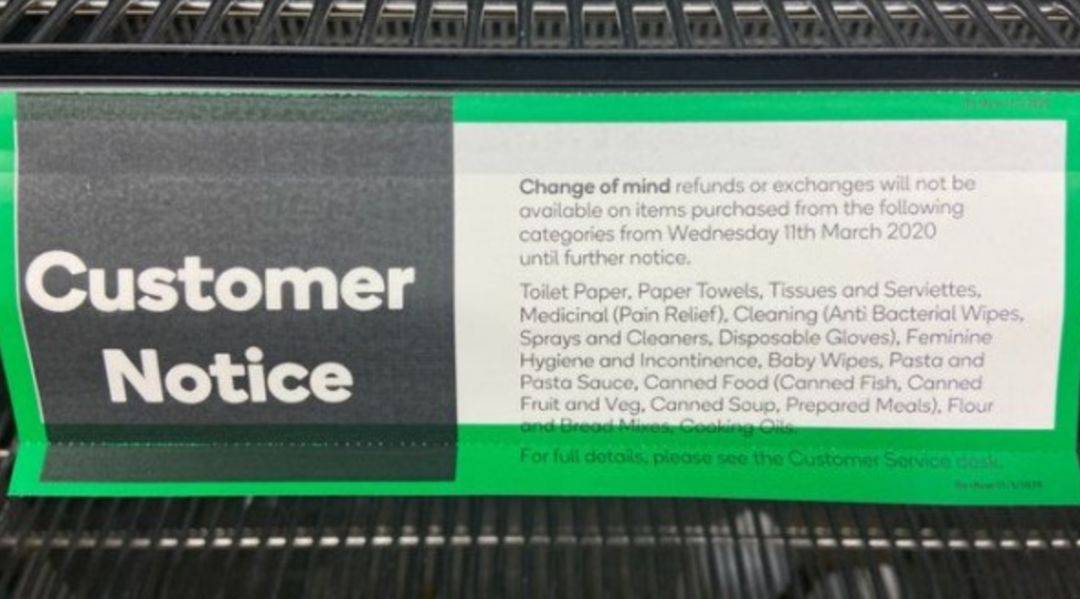 Customer
Notice
Change of mind refunds or exchanges will not be
available on items purchased from the following
categories from Wednesday 11th March 2020
until further notice.
Toilet Paper, Paper Towels, Tissues and Serviettes,
Medicinal (Pain Relief), Cleaning (Anti Bacterial Wipes,
Sprays and Cleaners, Disposable Gloves), Feminine
Hygiene and Incontinence, Baby Wipes, Pasta and
Pasta Sauce, Canned Food (Canned Fish, Canned
Fruit and Veg, Canned Soup, Prepared Meals), Flour
and Bread Mixes, Cooking Oils.
For full details, please see the Customer Service desk.